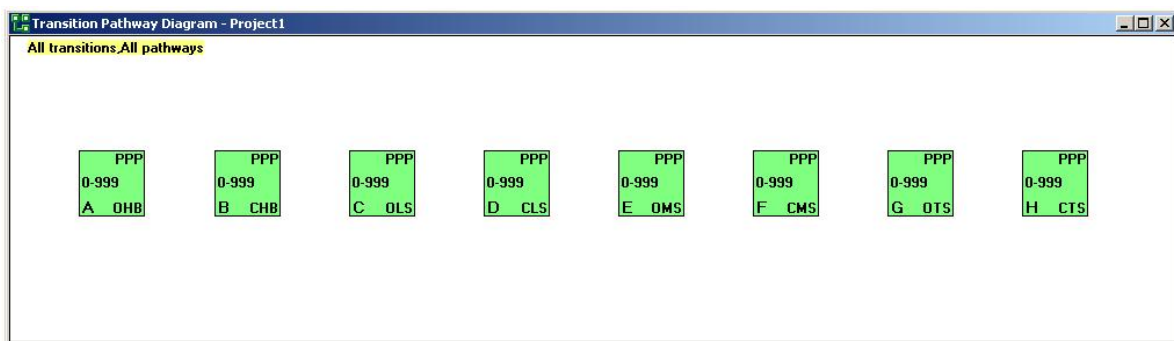 Transition Pathway Diagram - Project1
All transitions,All pathways
PPP PPP PPP PPP PPP PPP PPP PPP
0-999 0-999 0-999 0-999 0-999 0-999 0-999 0-999
A OHB B CHB C OLS D CLS E OMS F CMS G OTS H CTS